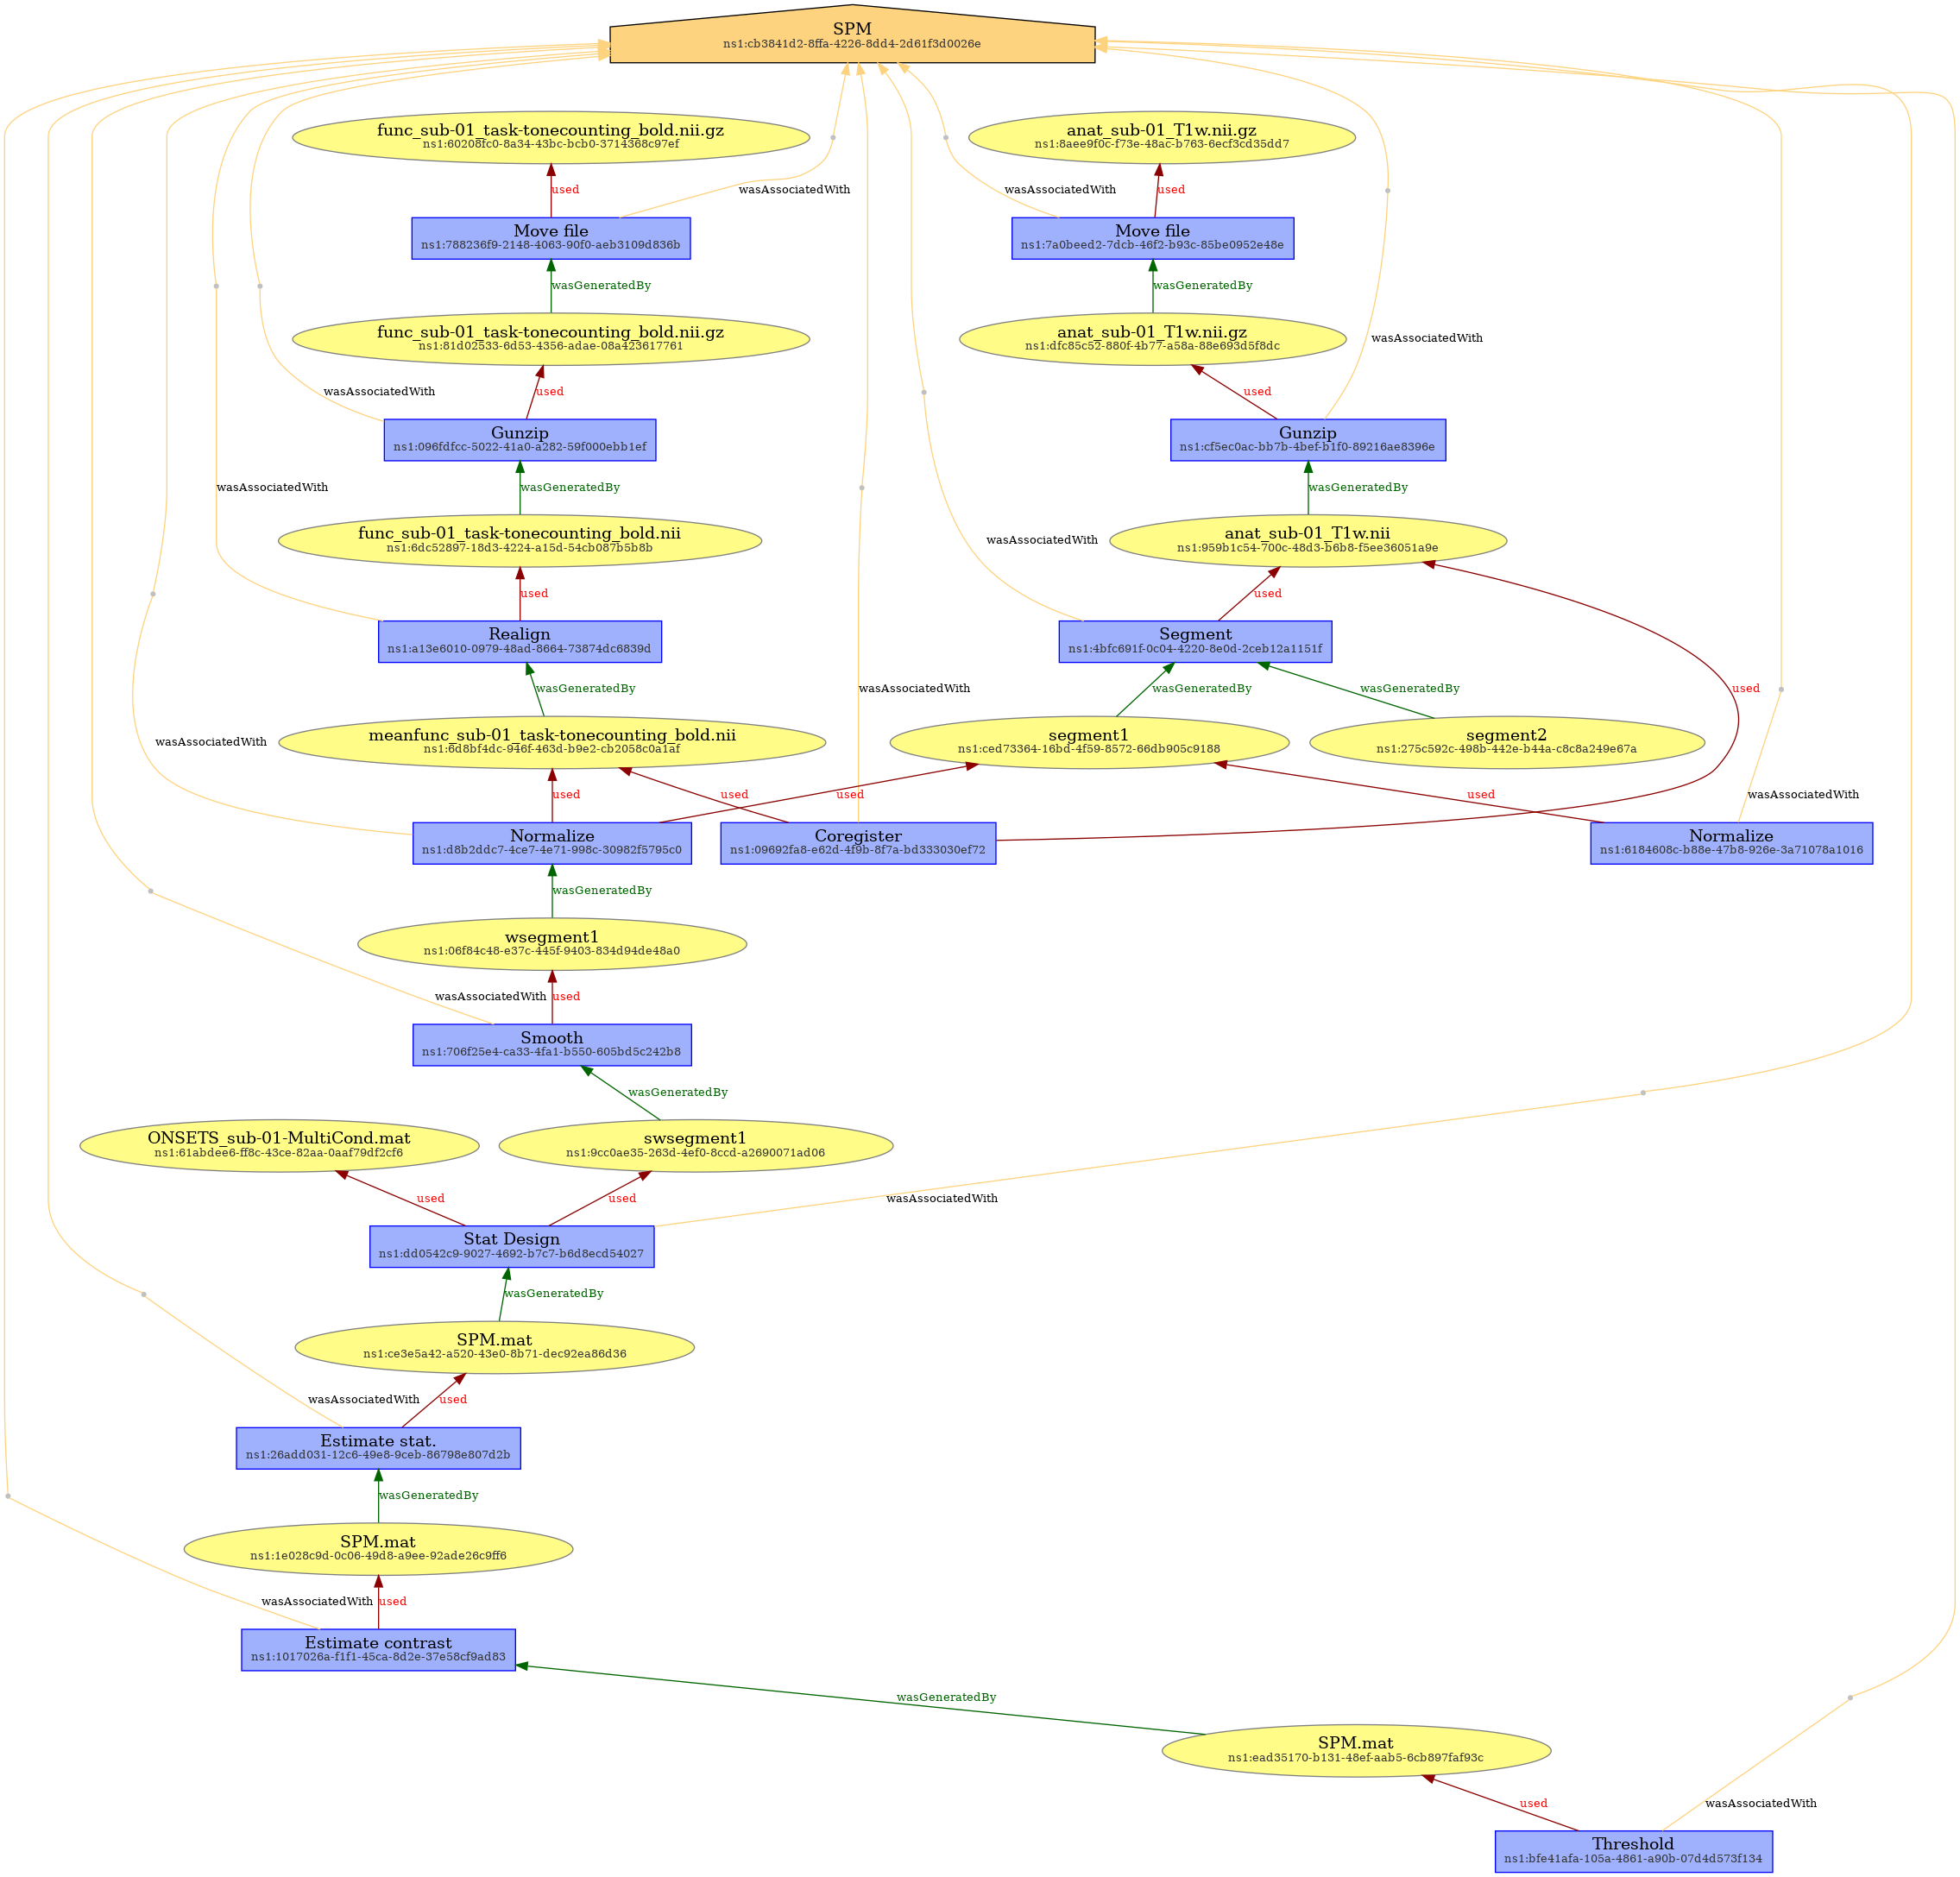 SPM
ns1:cb3841d2-8ffa-4226-8dd4-2d61f3d0026e
func_sub-01_task-tonecounting_bold.nii.gz
ns1:60208fc0-8a34-43bc-bcb0-3714368c97ef
anat_sub-01_T1w.nii.gz
ns1:8aee9f0c-f73e-48ac-b763-6ecf3cd35dd7
used
wasAssociatedWith
wasAssociatedWith
used
Move file
ns1:788236f9-2148-4063-90f0-aeb3109d836b
Move file
ns1:7a0beed2-7dcb-46f2-b93c-85be0952e48e
wasGeneratedBy
wasGeneratedBy
func_sub-01_task-tonecounting_bold.nii.gz
ns1:81d02533-6d53-4356-adae-08a423617761
anat_sub-01_T1w.nii.gz
ns1:dfc85c52-880f-4b77-a58a-88e693d5f8dc
wasAssociatedWith
wasAssociatedWith
used
used
Gunzip
ns1:096fdfcc-5022-41a0-a282-59f000ebb1ef
Gunzip
ns1:cf5ec0ac-bb7b-4bef-b1f0-89216ae8396e
wasAssociatedWith
wasGeneratedBy
wasGeneratedBy
func_sub-01_task-tonecounting_bold.nii
ns1:6dc52897-18d3-4224-a15d-54cb087b5b8b
wasAssociatedWith
anat_sub-01_T1w.nii
ns1:959b1c54-700c-48d3-b6b8-f5ee36051a9e
used
used
Realign
ns1:a13e6010-0979-48ad-8664-73874dc6839d
Segment
ns1:4bfc691f-0c04-4220-8e0d-2ceb12a1151f
wasGeneratedBy
wasAssociatedWith
wasGeneratedBy
wasGeneratedBy
used
wasAssociatedWith
meanfunc_sub-01_task-tonecounting_bold.nii
ns1:6d8bf4dc-946f-463d-b9e2-cb2058c0a1af
segment1
ns1:ced73364-16bd-4f59-8572-66db905c9188
segment2
ns1:275c592c-498b-442e-b44a-c8c8a249e67a
used
used
used
used
wasAssociatedWith
Normalize
ns1:d8b2ddc7-4ce7-4e71-998c-30982f5795c0
Coregister
ns1:09692fa8-e62d-4f9b-8f7a-bd333030ef72
Normalize
ns1:6184608c-b88e-47b8-926e-3a71078a1016
wasGeneratedBy
wsegment1
ns1:06f84c48-e37c-445f-9403-834d94de48a0
wasAssociatedWith
used
Smooth
ns1:706f25e4-ca33-4fa1-b550-605bd5c242b8
wasGeneratedBy
ONSETS_sub-01-MultiCond.mat
ns1:61abdee6-ff8c-43ce-82aa-0aaf79df2cf6
swsegment1
ns1:9cc0ae35-263d-4ef0-8ccd-a2690071ad06
used
used
wasAssociatedWith
Stat Design
ns1:dd0542c9-9027-4692-b7c7-b6d8ecd54027
wasGeneratedBy
SPM.mat
ns1:ce3e5a42-a520-43e0-8b71-dec92ea86d36
wasAssociatedWith
used
Estimate stat.
ns1:26add031-12c6-49e8-9ceb-86798e807d2b
wasGeneratedBy
SPM.mat
ns1:1e028c9d-0c06-49d8-a9ee-92ade26c9ff6
wasAssociatedWith
used
Estimate contrast
ns1:1017026a-f1f1-45ca-8d2e-37e58cf9ad83
wasGeneratedBy
SPM.mat
ns1:ead35170-b131-48ef-aab5-6cb897faf93c
used
wasAssociatedWith
Threshold
ns1:bfe41afa-105a-4861-a90b-07d4d573f134